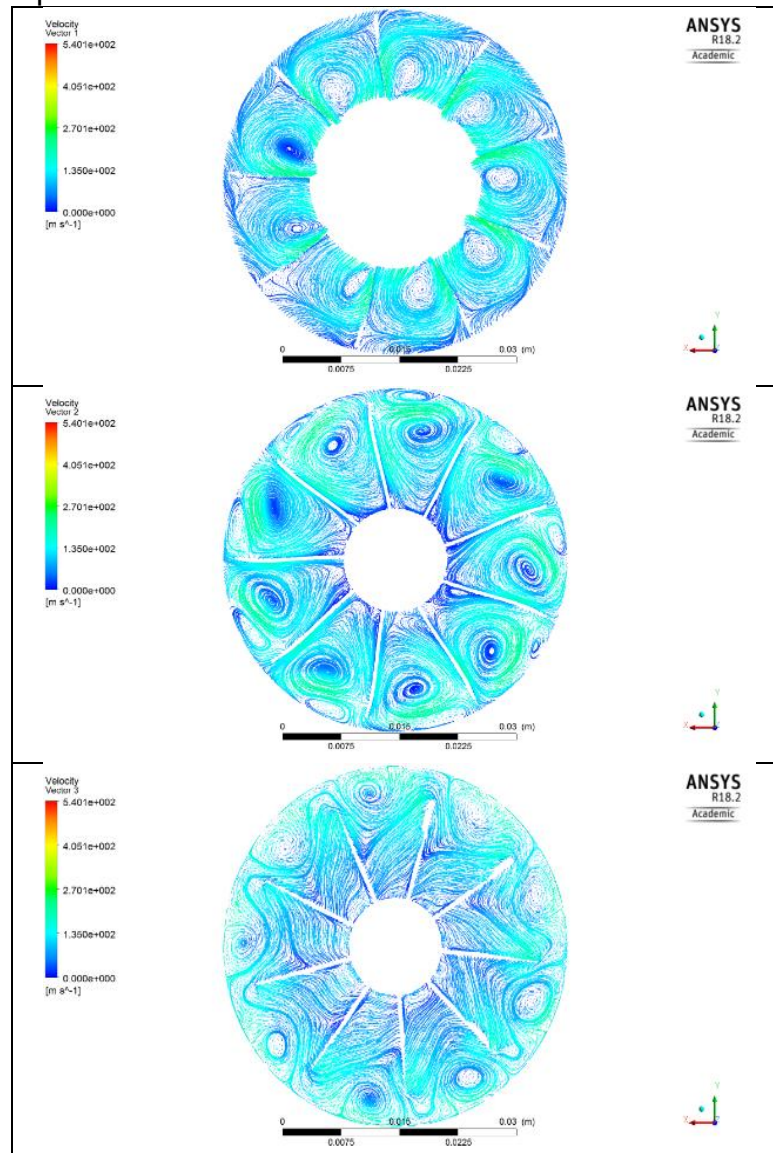 Velocity
Vector 1
5.401e+002
4.051e+002
2.701e+002
1.350e+002
0.000e+000
[m s^-1]
ANSYS
R18.2
Academic
Y
X
0 0.015 0.03 (m)
0.0075 0.0225
Velocity
Vector 2
5.401e+002
4.051e+002
2.701e+002
1.350e+002
0.000e+000
[m s^-1]
ANSYS
R18.2
Academic
Y
X
0 0.015 0.03 (m)
0.0075 0.0225
Velocity
Vector 3
5.401e+002
4.051e+002
2.701e+002
1.350e+002
0.000e+000
[m s^-1]
ANSYS
R18.2
Academic
Y
X
0 0.015 0.03 (m)
0.0075 0.0225